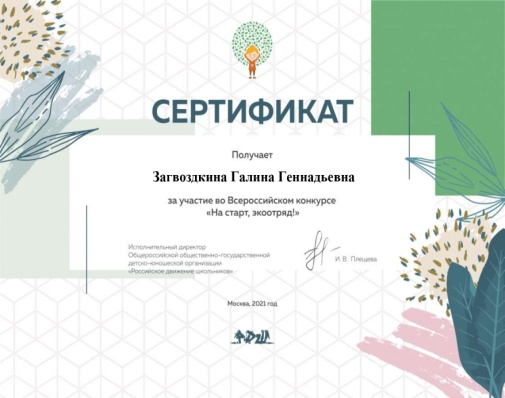 СЕРТИФИКАТ
Получает
Загвоздкина Галина Геннадьевна
за участие во Всероссийском конкурсе
«На старт, экоотряд!»
Исполнительный директор
Общероссийской общественно-государственной
детско-юношеской организации
«Российское движение школьников»
И.В. Плещева
Москва, 2021 год